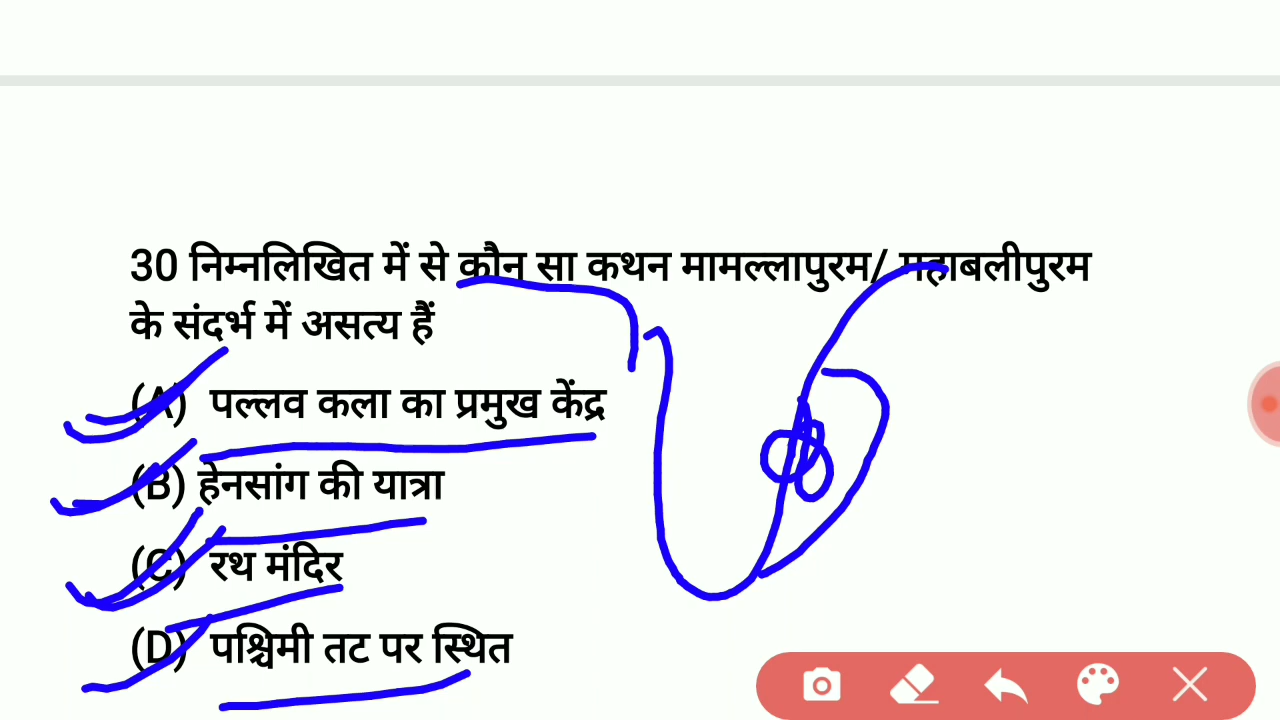 30 निम्नलिखित में से कौन सा कथन मामल्लापुरम/ महाबलीपुरम
के संदर्भ में असत्य हैं
(A) पल्लव कला का प्रमुख केंद्र
(B) हेनसांग की यात्रा
(C) रथ मंदिर
(D) पश्चिमी तट पर स्थित